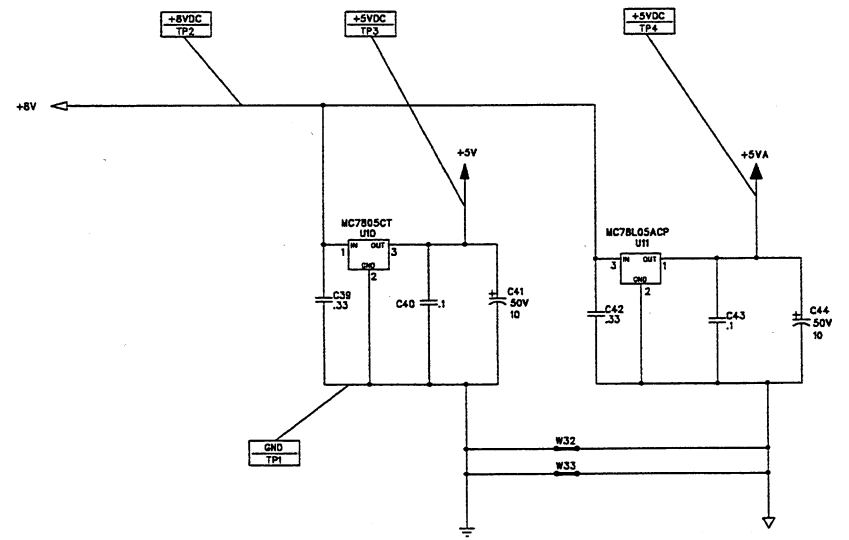 +8VDC
TP2
+5VDC
TP3
+5VDC
TP4
+8V
+5V
+5VA
MC7805CT
U10
IN OUT
GND
1
3
2
MC78L05ACP
U11
IN OUT
GND
3
1
2
C39
.33
C40
.1
C41
50V
10
C42
.33
C43
.1
C44
50V
10
GND
TP1
W32
W33